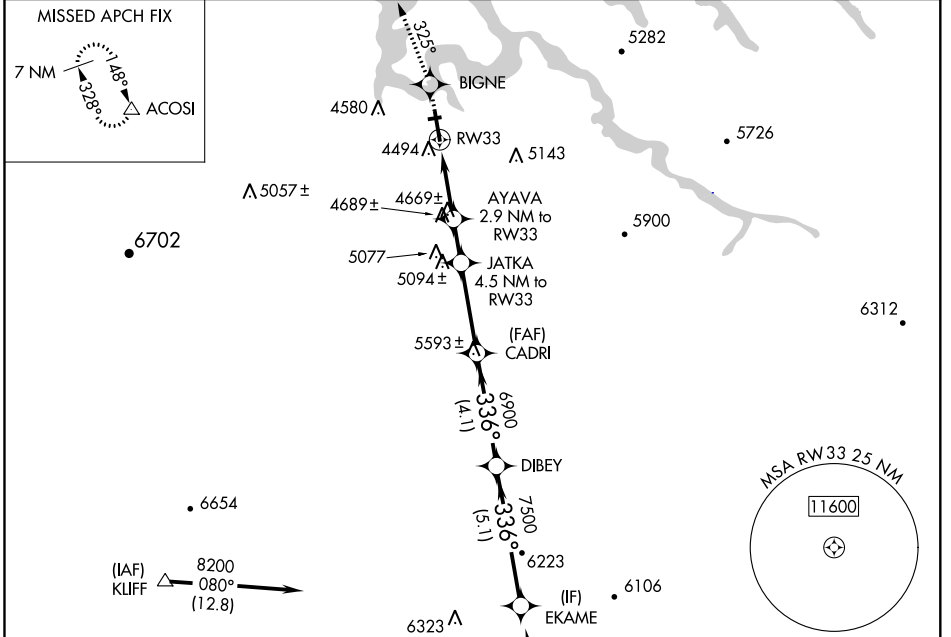 MISSED APCH FIX
7 NM
148°
328°
ACOSI
325°
BIGNE
5282
4580
RW33
4494
5143
5726
5057 ±
4669 ±
4689 ±
AYAVA
2.9 NM to
RW33
5900
6702
5077
5094 ±
JATKA
4.5 NM to
RW33
6312
5593 ±
(FAF)
CADRI
6900
336°
(4.1)
DIBEY
MSA RW33 25 NM
11600
7500
336°
(5.1)
6654
6223
(IAF)
KLIFF
8200
080°
(12.8)
(IF)
EKAME
6106
6323